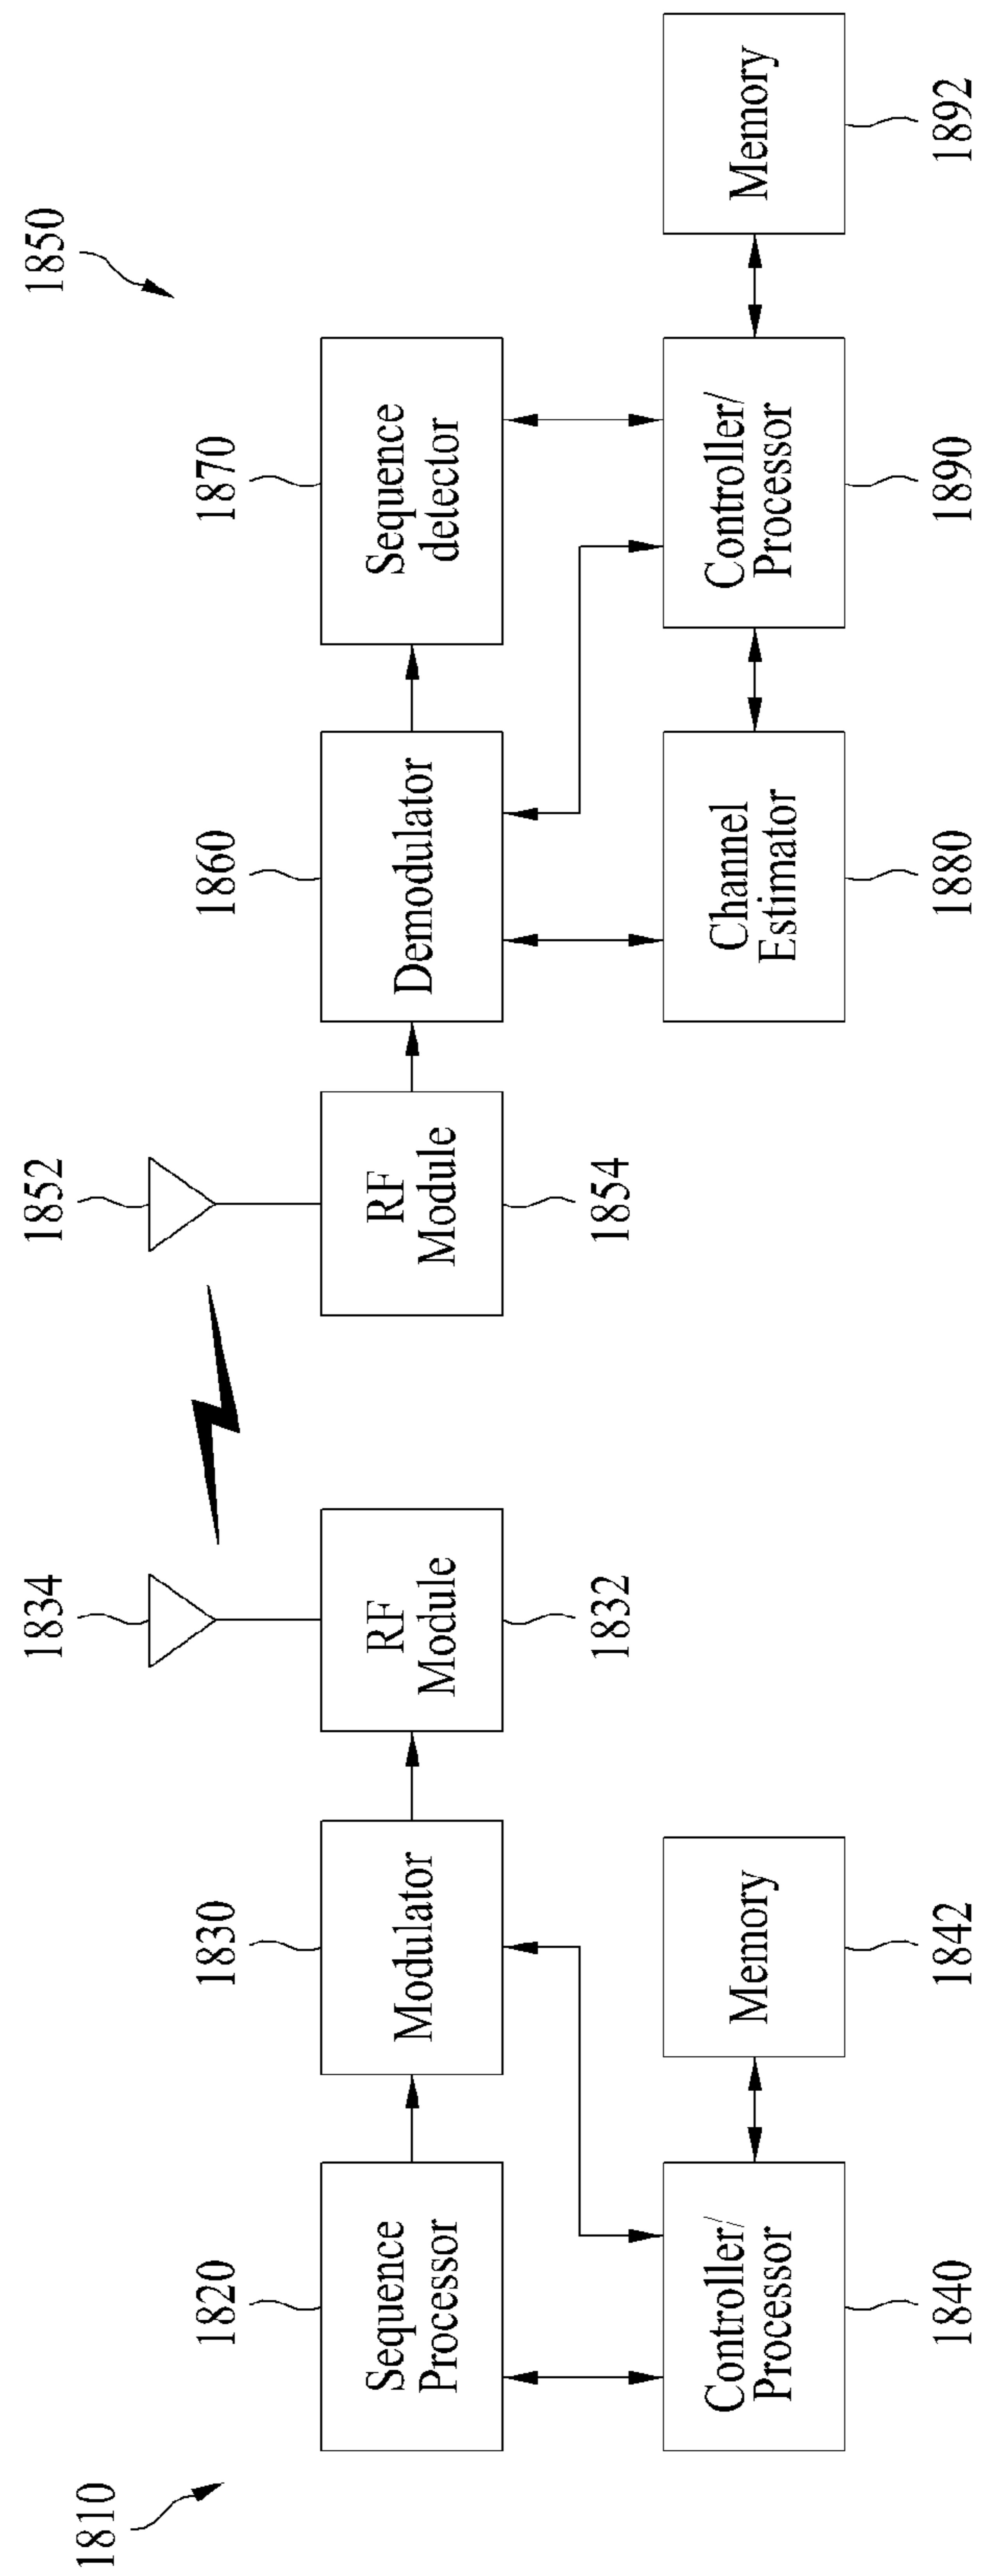 1810
1834
1852
1850
1820
1830
1860
1870
Sequence
Processor
Modulator
RF
Module
RF
Module
Demodulator
Sequence
detector
1832
1854
Controller/
Processor
Memory
Channel
Estimator
Controller/
Processor
Memory
1840
1842
1880
1890
1892